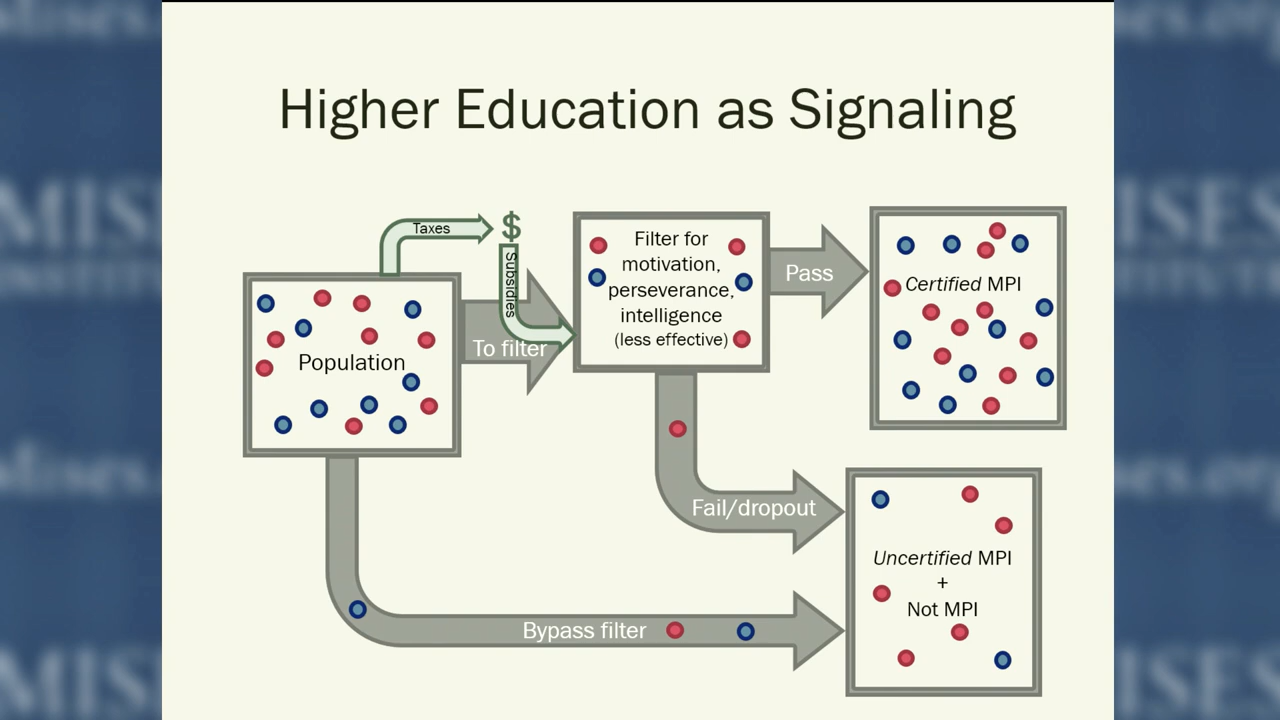 Higher Education as Signaling
Taxes
$
Subsidies
To filter
Population
Filter for
motivation,
perseverance,
intelligence
(less effective)
Pass
Certified MPI
Fail/dropout
Uncertified MPI
+
Not MPI
Bypass filter